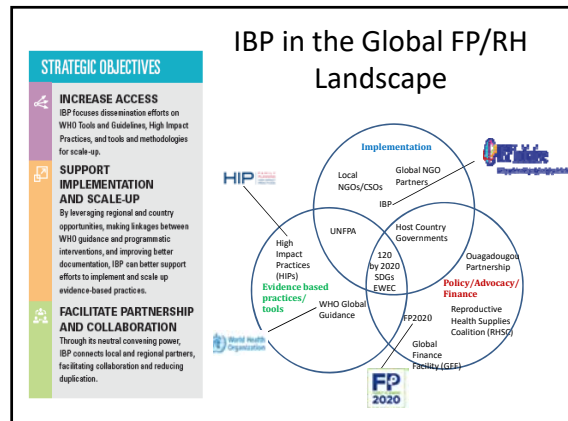 IBP in the Global FP/RH
Landscape
STRATEGIC OBJECTIVES
INCREASE ACCESS
IBP focuses dissemination efforts on
WHO Tools and Guidelines, High Impact
Practices, and tools and methodologies
for scale-up.
SUPPORT
IMPLEMENTATION
AND SCALE-UP
By leveraging regional and country
opportunities, making linkages between
WHO guidance and programmatic
interventions, and improving better
documentation, IBP can better support
efforts to implement and scale up
evidence-based practices.
FACILITATE PARTNERSHIP
AND COLLABORATION
Through its neutral convening power,
IBP connects local and regional partners,
facilitating collaboration and reducing
duplication.
Implementation
Local
NGOs/CSOs
Global NGO
Partners
IBP
HIP
UNFPA
Host Country
Governments
High
Impact
Practices
(HIPs)
Evidence based
practices/
tools
120
by 2020
SDGs
EWEC
Ouagadougou
Partnership
Policy/Advocacy/
Finance
WHO Global
Guidance
FP2020
Reproductive
Health Supplies
Coalition (RHSC)
Global
Finance
Facility (GFF)
World Health
Organization
FP
2020